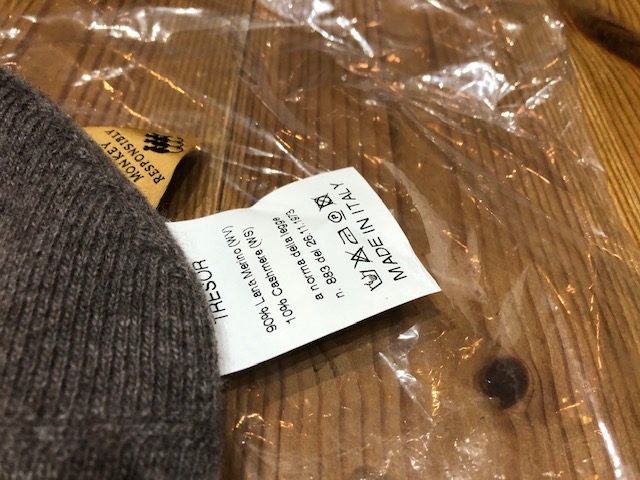 MONKEY
RESPONSIBLY
THESUR
90% Lana Merino (WV)
10% Cashmere (WS)
a norma della legge
n. 883 del 26.11.1973
MADE IN ITALY